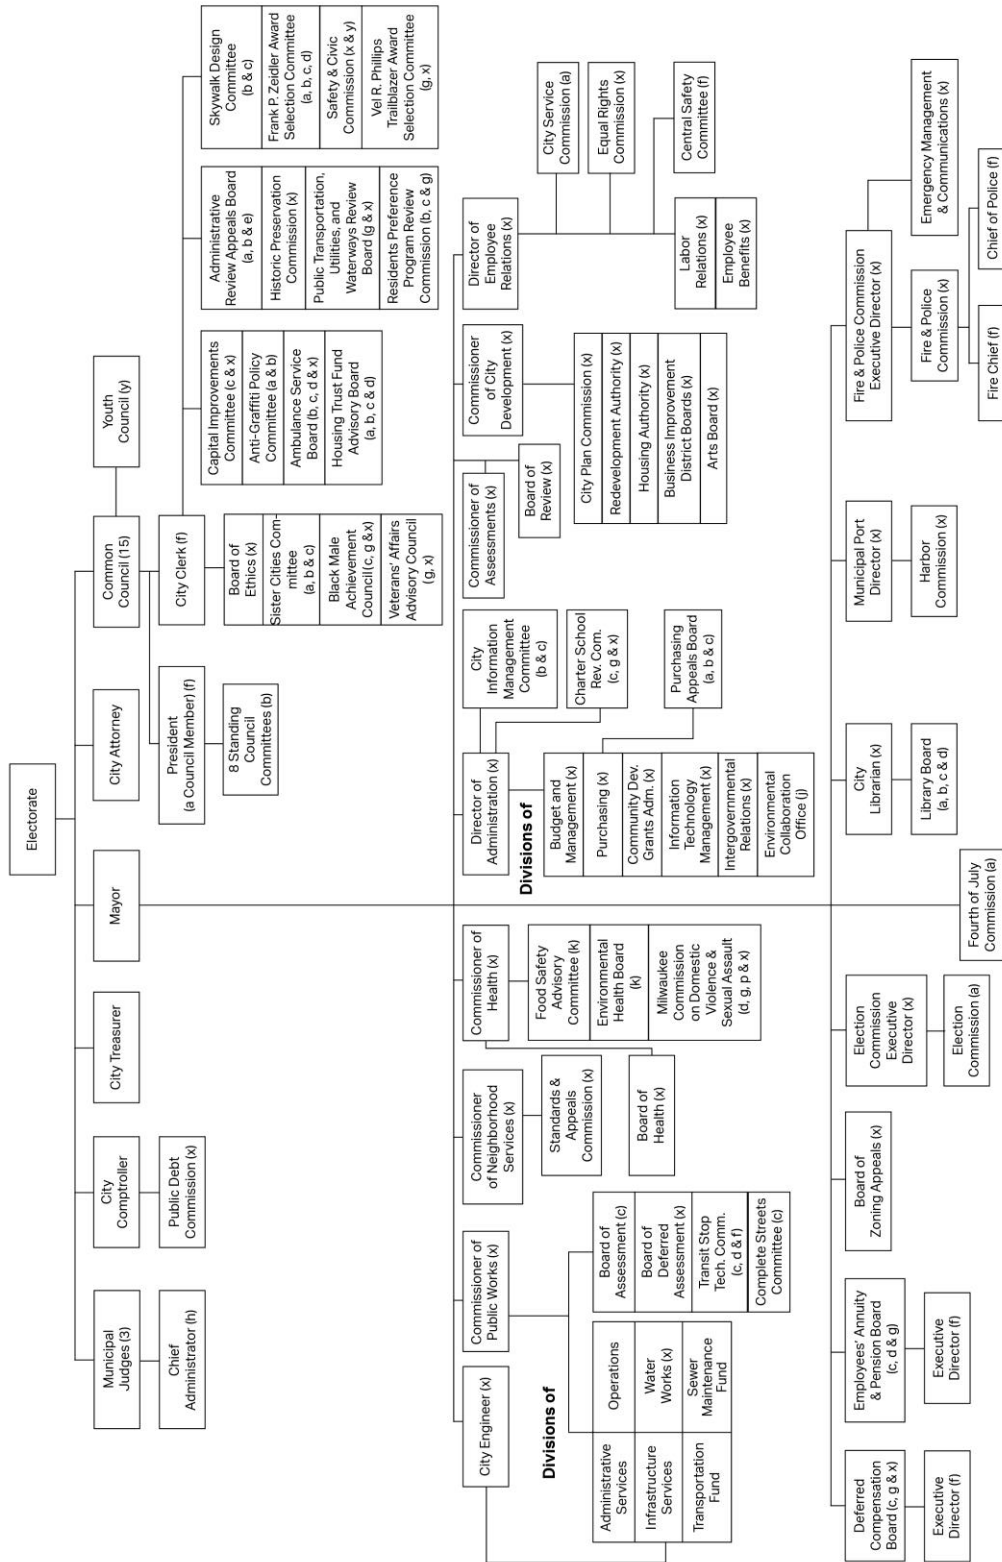 Electorate
Municipal
Judges (3)
Chief
Administrator (h)
City
Comptroller
Public Debt
Commission (x)
City Treasurer
Mayor
City Attorney
Common
Council (15)
Youth
Council (y)
President
(a Council Member) (f)
8 Standing
Council
Committees (b)
City Clerk (f)
Board of
Ethics (x)
Sister Cities Com-
mittee
(a, b & c)
Black Male
Achievement
Council (c, g & x)
Veterans' Affairs
Advisory Council
(g, x)
Capital Improvements
Committee (c & x)
Anti-Graffiti Policy
Committee (a & b)
Ambulance Service
Board (b, c, d & x)
Housing Trust Fund
Advisory Board
(a, b, c & d)
Administrative
Review Appeals Board
(a, b & e)
Historic Preservation
Commission (x)
Public Transportation,
Utilities, and
Waterways Review
Board (g & x)
Residents Preference
Program Review
Commission (b, c & g)
Skywalk Design
Committee
(b & c)
Frank P. Zeidler Award
Selection Committee
(a, b, c, d)
Safety & Civic
Commission (x & y)
Vel R. Phillips
Trailblazer Award
Selection Committee
(g, x)
City Engineer (x)
Commissioner of
Public Works (x)
Divisions of
Administrative
Services
Operations
Infrastructure
Services
Water
Works (x)
Transportation
Fund
Sewer
Maintenance
Fund
Board of
Assessment (c)
Board of
Deferred
Assessment (x)
Transit Stop
Tech. Comm.
(c, d & f)
Complete Streets
Committee (c)
Commissioner
of Neighborhood
Services (x)
Standards &
Appeals
Commission (x)
Commissioner of
Health (x)
Board of
Health (x)
Food Safety
Advisory
Committee (k)
Environmental
Health Board
(k)
Milwaukee
Commission
on Domestic
Violence &
Sexual Assault
(d, g, p & x)
Director of
Administration (x)
City
Information
Management
Committee
(b & c)
Charter School
Rev. Com.
(c, g & x)
Purchasing
Appeals Board
(a, b & c)
Divisions of
Budget and
Management (x)
Purchasing (x)
Community Dev.
Grants Adm. (x)
Information
Technology
Management (x)
Intergovernmental
Relations (x)
Environmental
Collaboration
Office (j)
Commissioner of
Assessments (x)
Board of
Review (x)
Commissioner
of City
Development (x)
City Plan Commission (x)
Redevelopment Authority (x)
Housing Authority (x)
Business Improvement
District Boards (x)
Arts Board (x)
Director of
Employee
Relations (x)
City Service
Commission (a)
Equal Rights
Commission (x)
Labor
Relations (x)
Employee
Benefits (x)
Central Safety
Committee (f)
Deferred
Compensation
Board (c, g & x)
Executive
Director (f)
Employees' Annuity
& Pension Board
(c, d & g)
Executive
Director (f)
Board of
Zoning Appeals (x)
Election
Commission
Executive
Director (x)
Election
Commission (a)
Fourth of July
Commission (a)
City
Librarian (x)
Library Board
(a, b, c & d)
Municipal Port
Director (x)
Harbor
Commission (x)
Fire & Police Commission
Executive Director (x)
Fire & Police
Commission (x)
Emergency Management
& Communications (x)
Fire Chief (f)
Chief of Police (f)